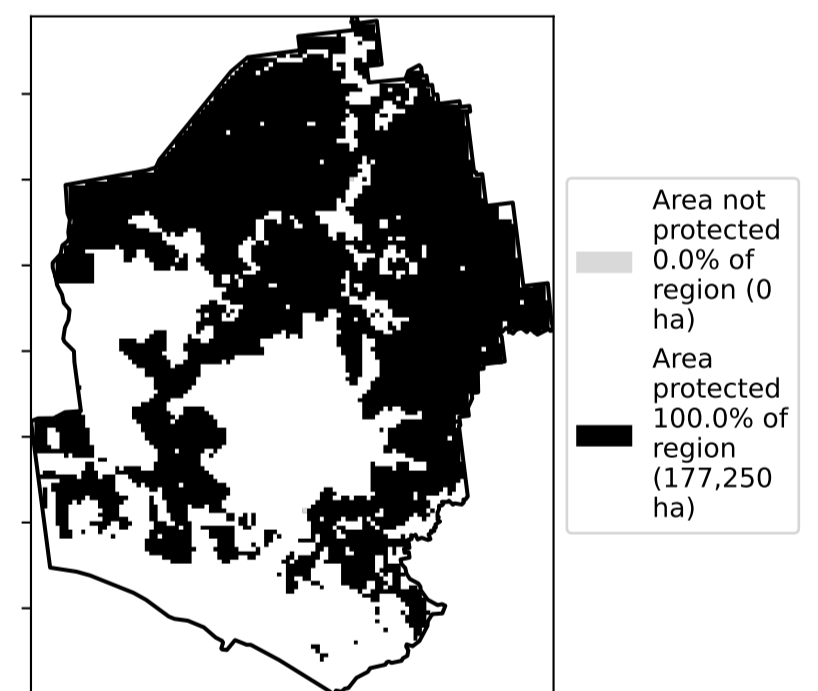 Area not
protected
0.0% of
region (0
ha)
Area
protected
100.0% of
region
(177,250
ha)